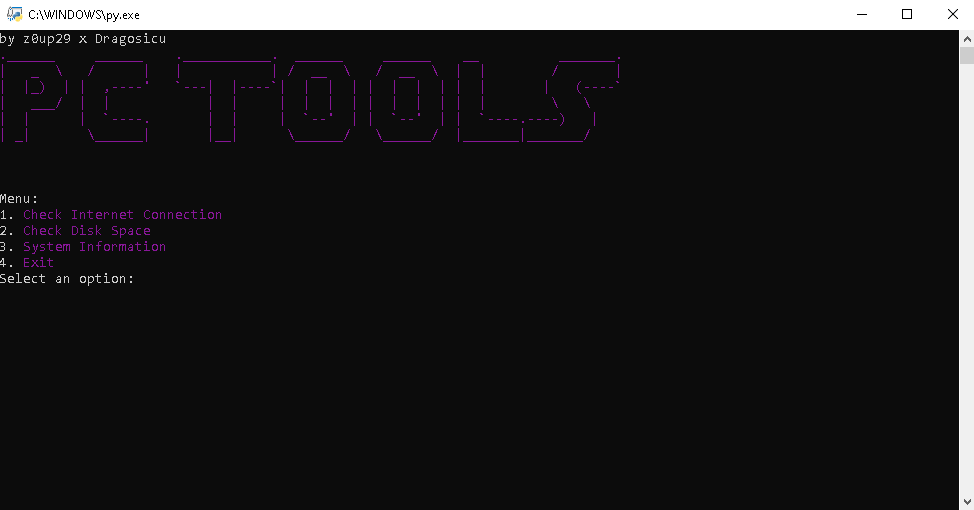 C:\WINDOWS\py.exe
by z0up29 x Dragosicu
PC TOOLS
Menu:
1. Check Internet Connection
2. Check Disk Space
3. System Information
4. Exit
Select an option: